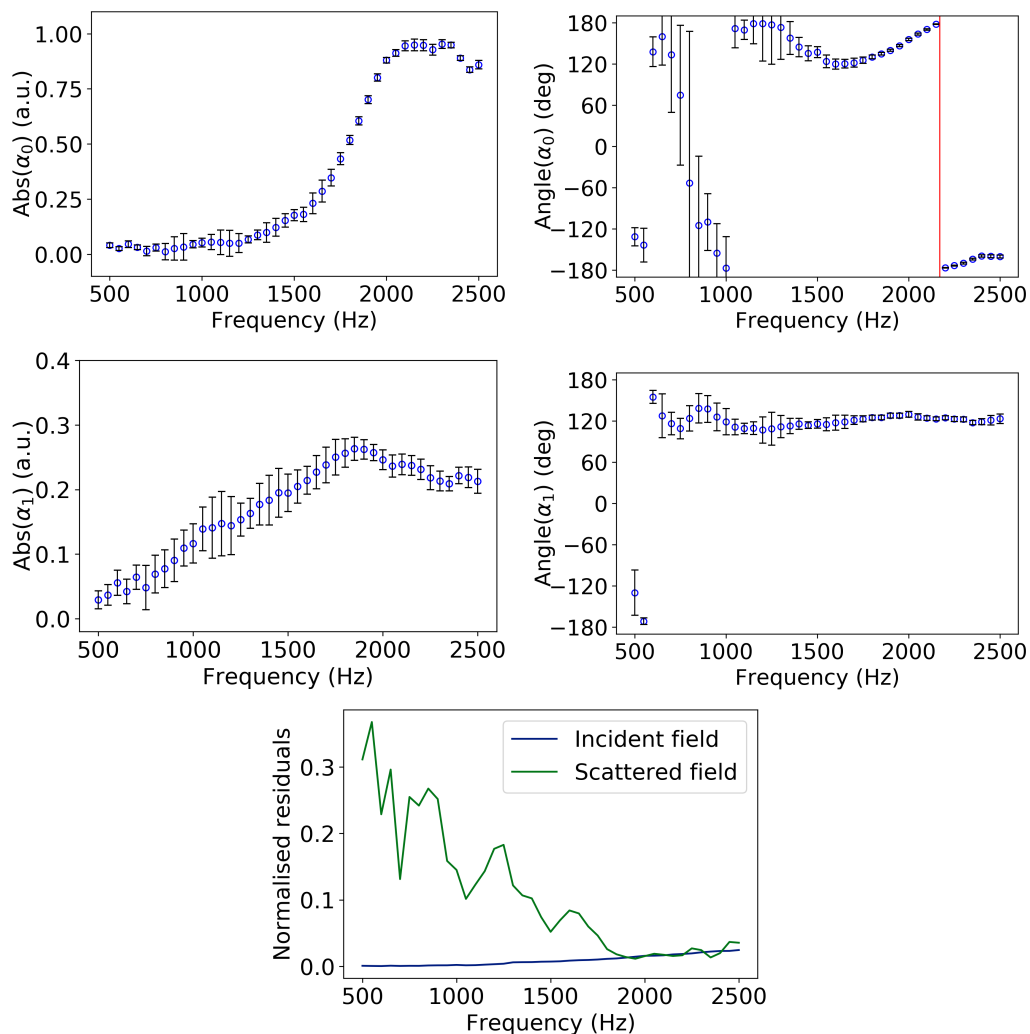 Abs(α₀) (a.u.)
1.00
0.75
0.50
0.25
0.00
500 1000 1500 2000 2500
Frequency (Hz)
Angle(α₀) (deg)
180
120
60
0
−60
−120
−180
500 1000 1500 2000 2500
Frequency (Hz)
Abs(α₁) (a.u.)
0.4
0.3
0.2
0.1
0.0
500 1000 1500 2000 2500
Frequency (Hz)
Angle(α₁) (deg)
180
120
60
0
−60
−120
−180
500 1000 1500 2000 2500
Frequency (Hz)
Normalised residuals
0.3
0.2
0.1
0.0
Incident field
Scattered field
500 1000 1500 2000 2500
Frequency (Hz)